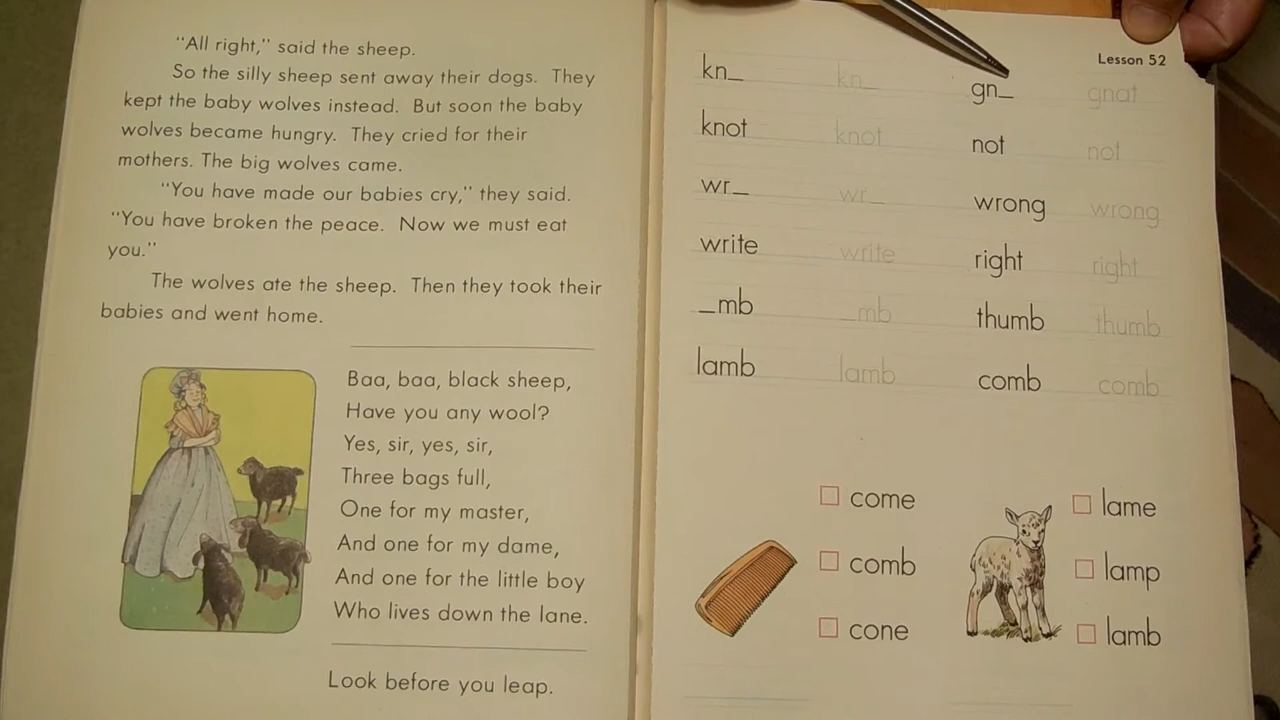 "All right," said the sheep.
So the silly sheep sent away their dogs. They
kept the baby wolves instead. But soon the baby
wolves became hungry. They cried for their
mothers. The big wolves came.
"You have made our babies cry," they said.
"You have broken the peace. Now we must eat
you."
The wolves ate the sheep. Then they took their
babies and went home.
Baa, baa, black sheep,
Have you any wool?
Yes, sir, yes, sir,
Three bags full,
One for my master,
And one for my dame,
And one for the little boy
Who lives down the lane.
Look before you leap.
Lesson 52
kn_ kn_ gn_ gnat
knot knot not not
wr_ wr_ wrong wrong
write write right right
_mb _mb thumb thumb
lamb lamb comb comb
come lame
comb lamp
cone lamb